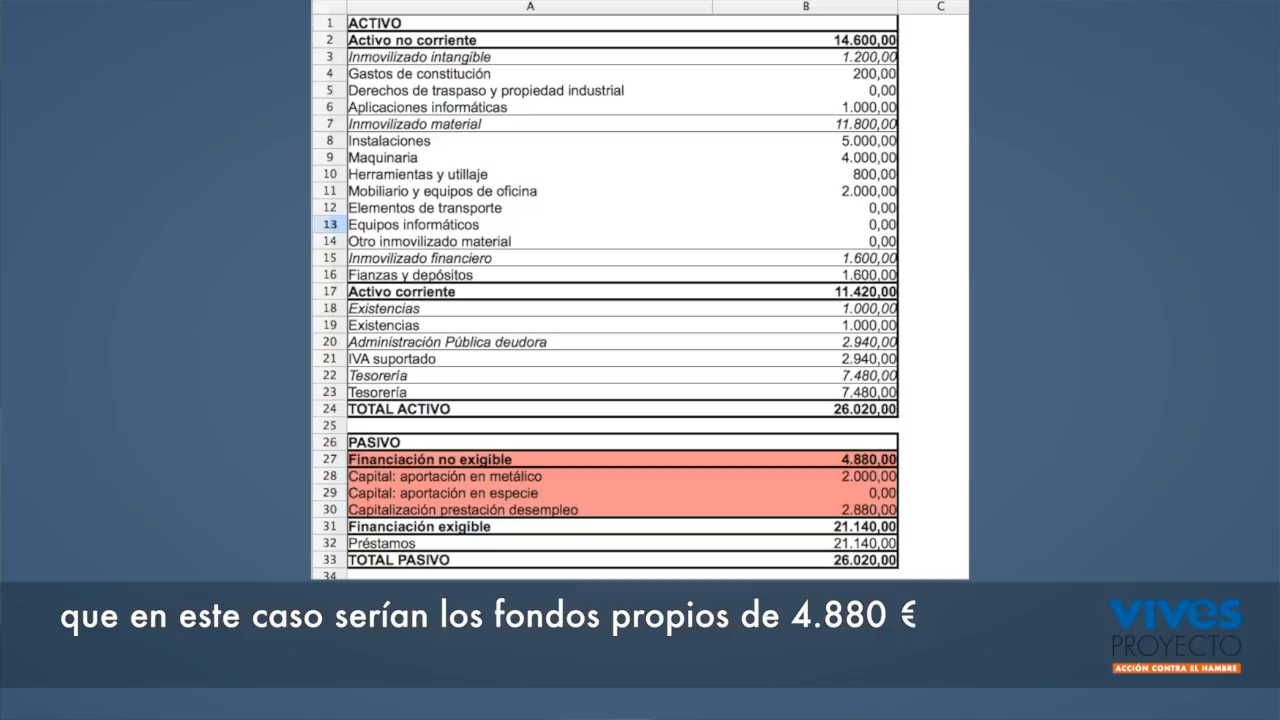 A B C
1 ACTIVO
2 Activo no corriente 14.600,00
3 Inmovilizado intangible 1.200,00
4 Gastos de constitución 200,00
5 Derechos de traspaso y propiedad industrial 0,00
6 Aplicaciones informáticas 1.000,00
7 Inmovilizado material 11.800,00
8 Instalaciones 5.000,00
9 Maquinaria 4.000,00
10 Herramientas y utillaje 800,00
11 Mobiliario y equipos de oficina 2.000,00
12 Elementos de transporte 0,00
13 Equipos informáticos 0,00
14 Otro inmovilizado material 0,00
15 Inmovilizado financiero 1.600,00
16 Fianzas y depósitos 1.600,00
17 Activo corriente 11.420,00
18 Existencias 1.000,00
19 Existencias 1.000,00
20 Administración Pública deudora 2.940,00
21 IVA suportado 2.940,00
22 Tesorería 7.480,00
23 Tesorería 7.480,00
24 TOTAL ACTIVO 26.020,00
25
26 PASIVO
27 Financiación no exigible 4.880,00
28 Capital: aportación en metálico 2.000,00
29 Capital: aportación en especie 0,00
30 Capitalización prestación desempleo 2.880,00
31 Financiación exigible 21.140,00
32 Préstamos 21.140,00
33 TOTAL PASIVO 26.020,00
34
que en este caso serían los fondos propios de 4.880 €
vives
PROYECTO
ACCIÓN CONTRA EL HAMBRE